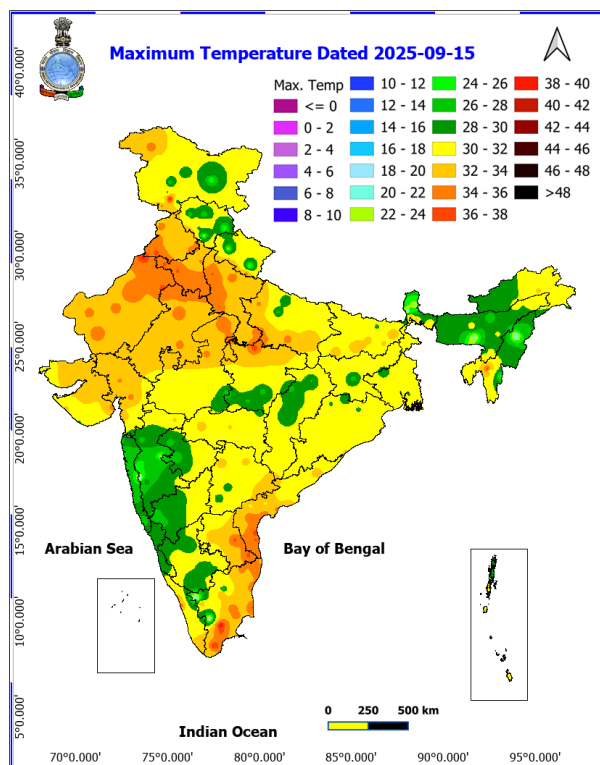 Maximum Temperature Dated 2025-09-15
Max. Temp
<= 0
0 - 2
2 - 4
4 - 6
6 - 8
8 - 10
10 - 12
12 - 14
14 - 16
16 - 18
18 - 20
20 - 22
22 - 24
24 - 26
26 - 28
28 - 30
30 - 32
32 - 34
34 - 36
36 - 38
38 - 40
40 - 42
42 - 44
44 - 46
46 - 48
>48
40°0.000'
35°0.000'
30°0.000'
25°0.000'
20°0.000'
15°0.000'
10°0.000'
5°0.000'
Arabian Sea
Bay of Bengal
Indian Ocean
0 250 500 km
70°0.000' 75°0.000' 80°0.000' 85°0.000' 90°0.000' 95°0.000'